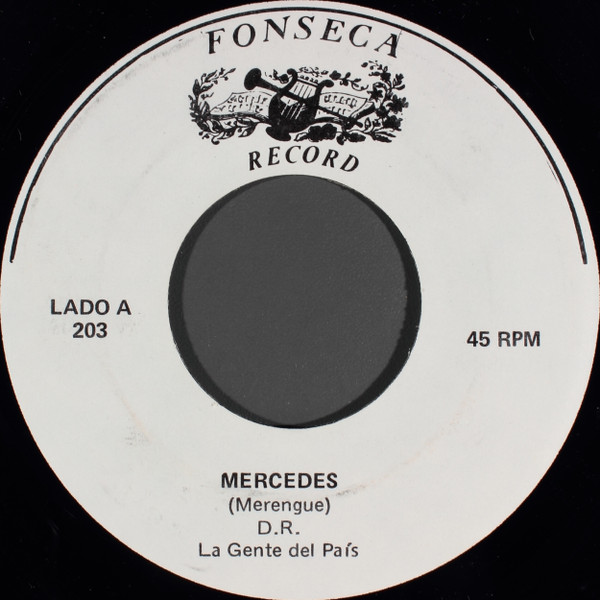 FONSECA
RECORD
LADO A
203
45 RPM
MERCEDES
(Merengue)
D.R.
La Gente del País